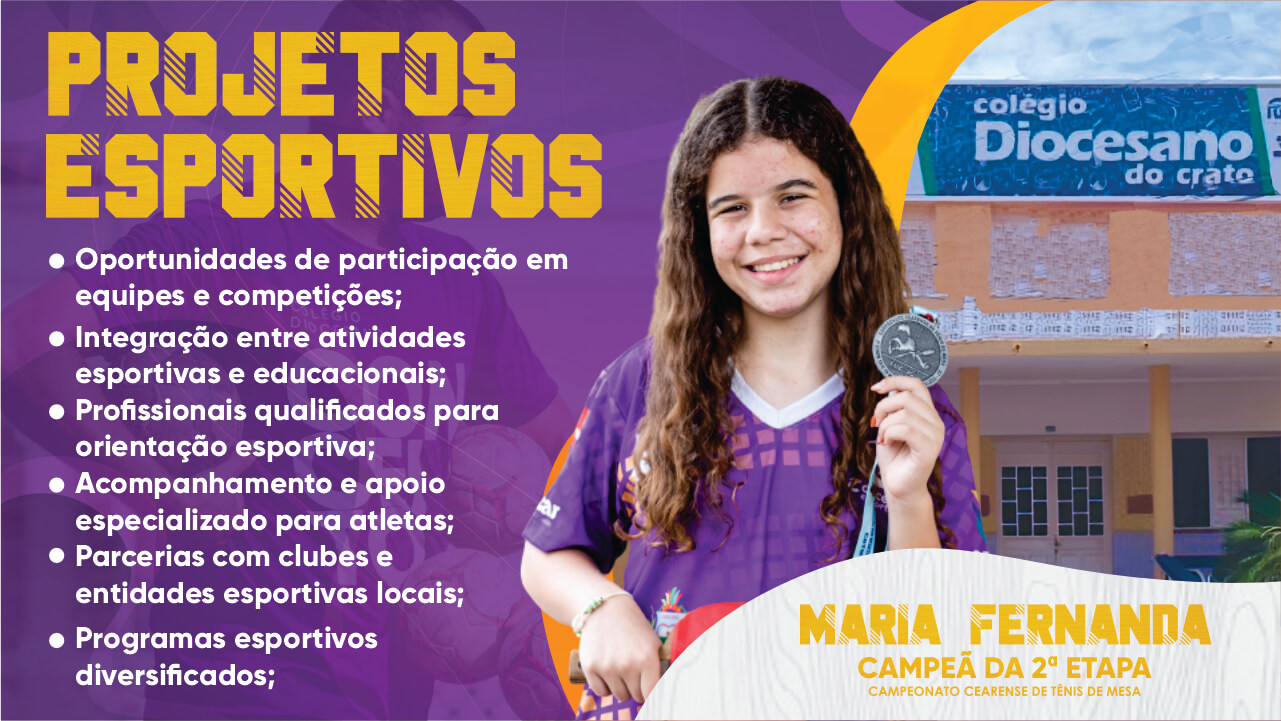 PROJETOS
ESPORTIVOS
Oportunidades de participação em
equipes e competições;
Integração entre atividades
esportivas e educacionais;
Profissionais qualificados para
orientação esportiva;
Acompanhamento e apoio
especializado para atletas;
Parcerias com clubes e
entidades esportivas locais;
Programas esportivos
diversificados;
colégio
Diocesano
do crato
MARIA FERNANDA
CAMPEÃ DA 2ª ETAPA
CAMPEONATO CEARENSE DE TÊNIS DE MESA